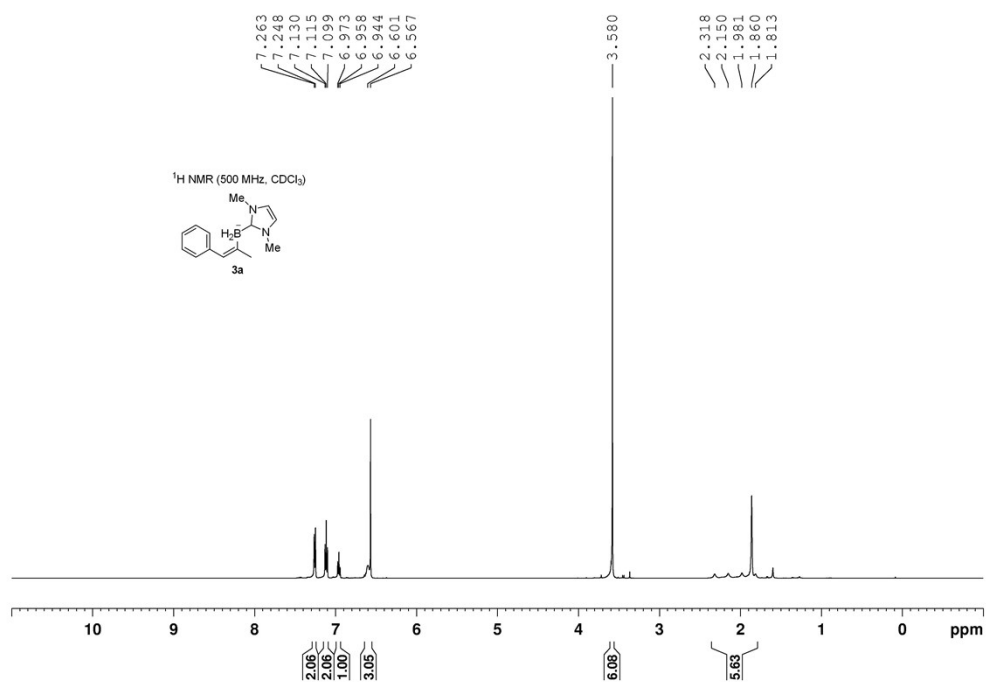 7.263
7.248
7.130
7.115
7.099
6.973
6.958
6.944
6.601
6.567
3.580
2.318
2.150
1.981
1.860
1.813
¹H NMR (500 MHz, CDCl₃)
Me
N
H₂B⁻
N
Me
3a
10 9 8 7 6 5 4 3 2 1 0 ppm
2.06 2.06 1.00 3.05 6.08 5.63